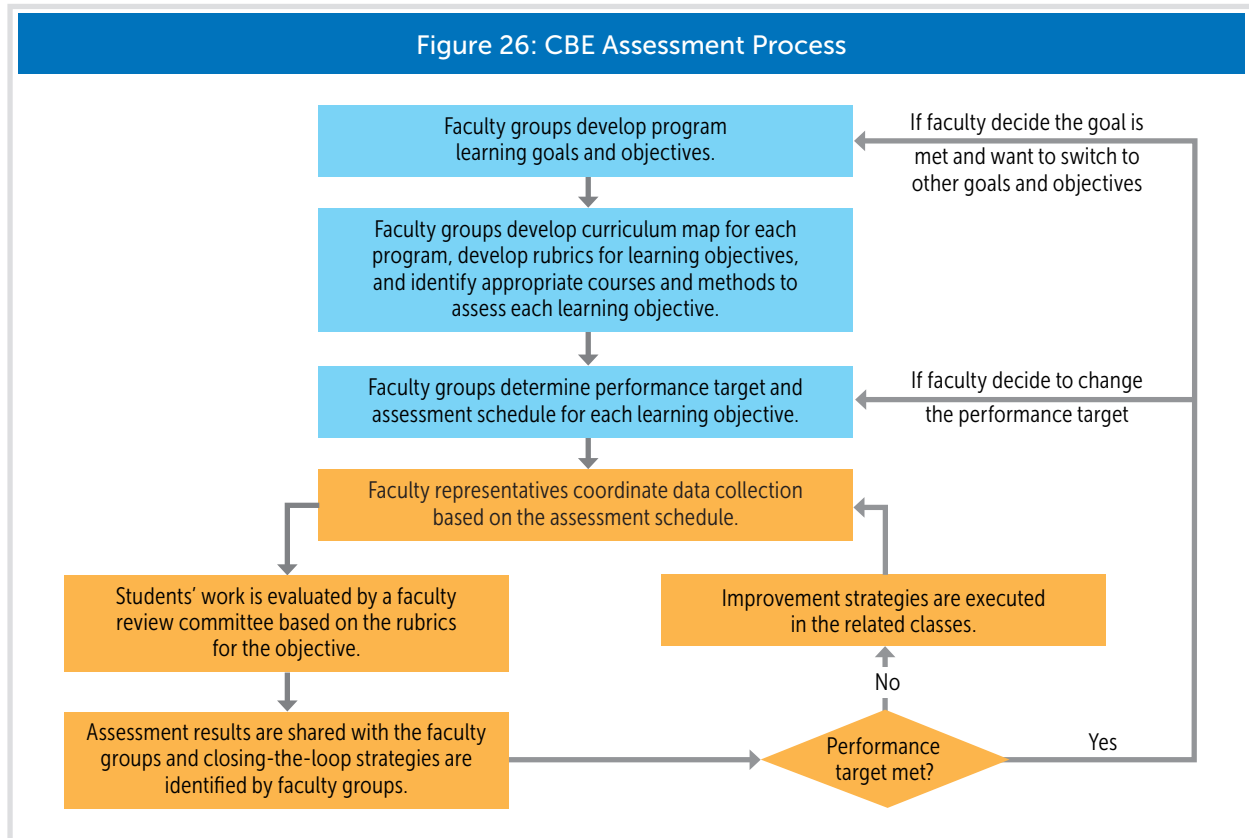 Figure 26: CBE Assessment Process
Faculty groups develop program
learning goals and objectives.
If faculty decide the goal is
met and want to switch to
other goals and objectives
Faculty groups develop curriculum map for each
program, develop rubrics for learning objectives,
and identify appropriate courses and methods to
assess each learning objective.
Faculty groups determine performance target and
assessment schedule for each learning objective.
If faculty decide to change
the performance target
Faculty representatives coordinate data collection
based on the assessment schedule.
Students’ work is evaluated by a faculty
review committee based on the rubrics
for the objective.
Improvement strategies are executed
in the related classes.
No
Assessment results are shared with the faculty
groups and closing-the-loop strategies are
identified by faculty groups.
Performance
target met?
Yes